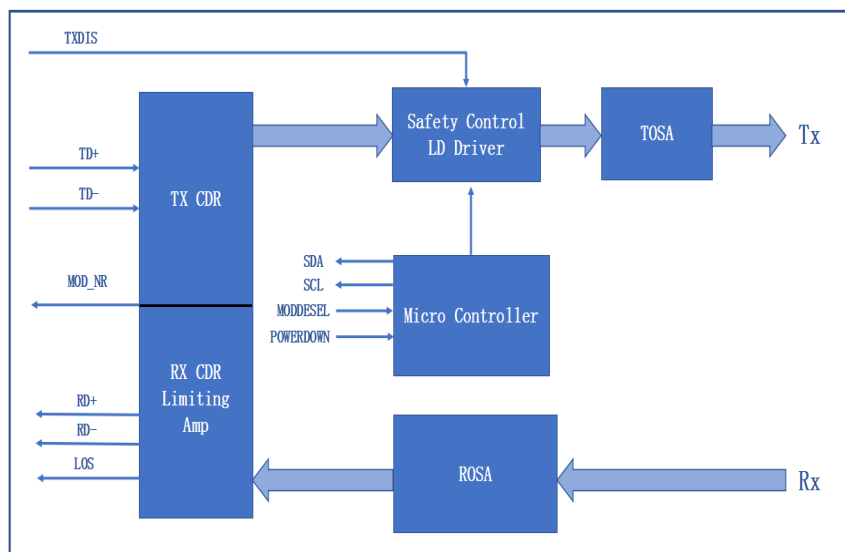 TXDIS
Safety Control
LD Driver
TOSA
Tx
TD+
TD-
TX CDR
MOD_NR
SDA
SCL
MODDESEL
POWERDOWN
Micro Controller
RX CDR
Limiting
Amp
RD+
RD-
LOS
ROSA
Rx